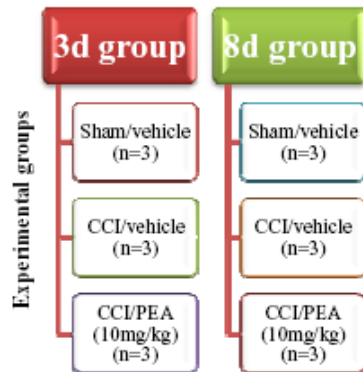 3d group
8d group
Experimental groups
Sham/vehicle
(n=3)
Sham/vehicle
(n=3)
CCI/vehicle
(n=3)
CCI/vehicle
(n=3)
CCI/PEA
(10mg/kg)
(n=3)
CCI/PEA
(10mg/kg)
(n=3)